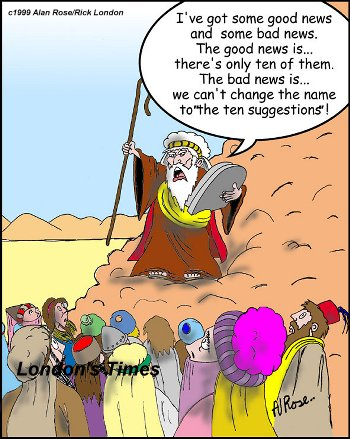 c1999 Alan Rose/Rick London
I've got some good news
and some bad news.
The good news is...
there's only ten of them.
The bad news is...
we can't change the name
to"the ten suggestions"!
London's Times
AJRose..